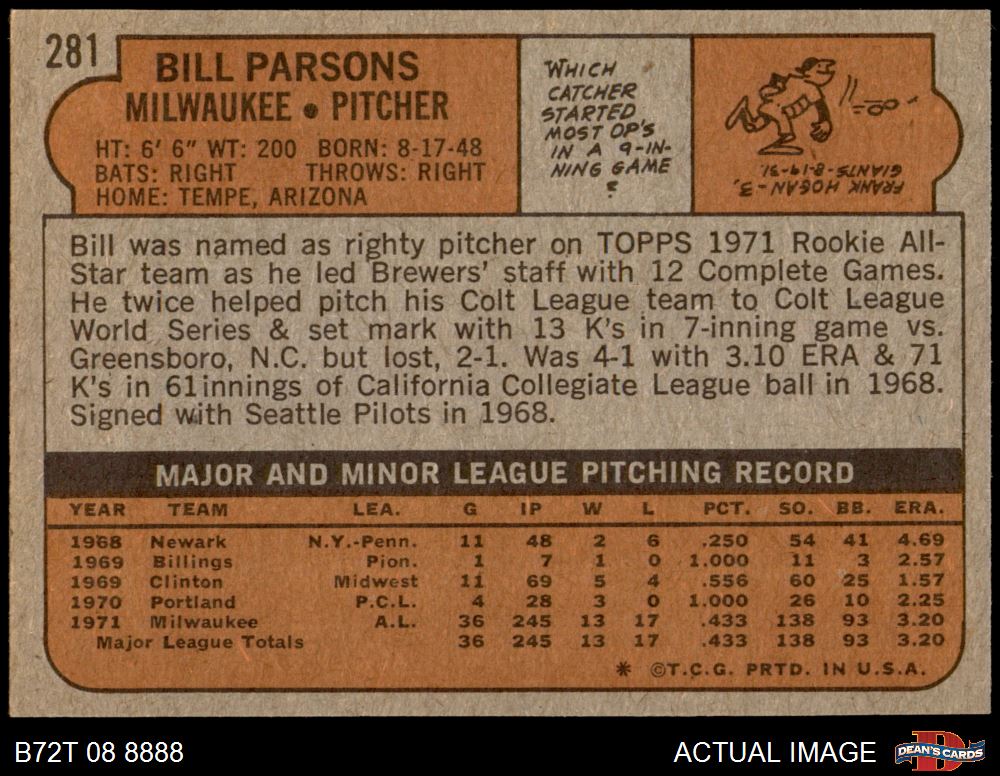 281
BILL PARSONS
MILWAUKEE • PITCHER
HT: 6' 6" WT: 200 BORN: 8-17-48
BATS: RIGHT THROWS: RIGHT
HOME: TEMPE, ARIZONA
WHICH
CATCHER
STARTED
MOST OP'S
IN A 9-IN-
NING GAME
?
FRANK HOGAN-3,
GIANTS-8-19-31.
Bill was named as righty pitcher on TOPPS 1971 Rookie All-
Star team as he led Brewers' staff with 12 Complete Games.
He twice helped pitch his Colt League team to Colt League
World Series & set mark with 13 K's in 7-inning game vs.
Greensboro, N.C. but lost, 2-1. Was 4-1 with 3.10 ERA & 71
K's in 61innings of California Collegiate League ball in 1968.
Signed with Seattle Pilots in 1968.
MAJOR AND MINOR LEAGUE PITCHING RECORD
YEAR TEAM LEA. G IP W L PCT. SO. BB. ERA.
1968 Newark N.Y.-Penn. 11 48 2 6 .250 54 41 4.69
1969 Billings Pion. 1 7 1 0 1.000 11 3 2.57
1969 Clinton Midwest 11 69 5 4 .556 60 25 1.57
1970 Portland P.C.L. 4 28 3 0 1.000 26 10 2.25
1971 Milwaukee A.L. 36 245 13 17 .433 138 93 3.20
Major League Totals 36 245 13 17 .433 138 93 3.20
* ©T.C.G. PRTD. IN U.S.A.
B72T 08 8888
ACTUAL IMAGE
DEAN'S CARDS